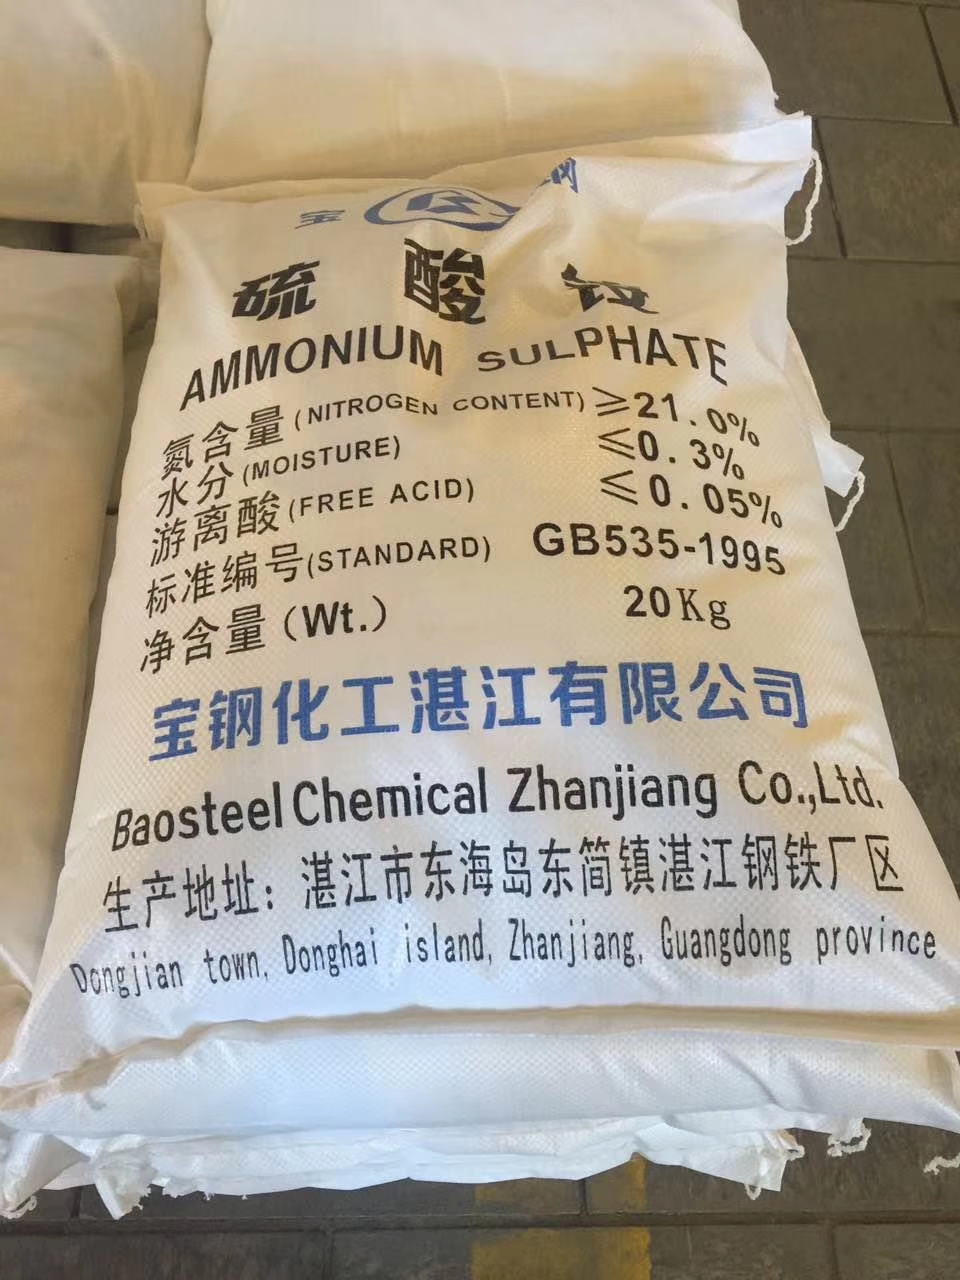 宝 钢
硫酸铵
AMMONIUM SULPHATE
氮含量(NITROGEN CONTENT) ≥21.0%
水分(MOISTURE) ≤0.3%
游离酸(FREE ACID) ≤0.05%
标准编号(STANDARD) GB535-1995
净含量(Wt.) 20Kg
宝钢化工湛江有限公司
Baosteel Chemical Zhanjiang Co.,Ltd.
生产地址：湛江市东海岛东简镇湛江钢铁厂区
Dongjian town, Donghai island, Zhanjiang, Guangdong province